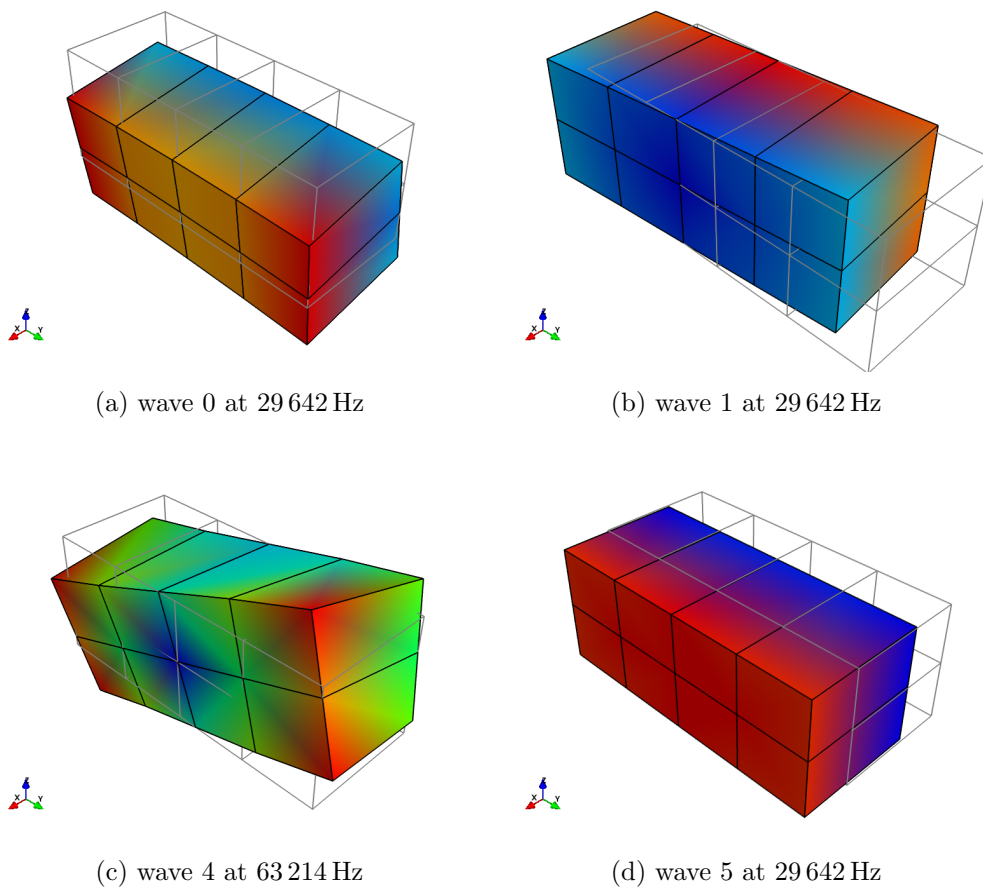 X Z Y
X Z Y
(a) wave 0 at 29 642 Hz
(b) wave 1 at 29 642 Hz
X Z Y
X Z Y
(c) wave 4 at 63 214 Hz
(d) wave 5 at 29 642 Hz